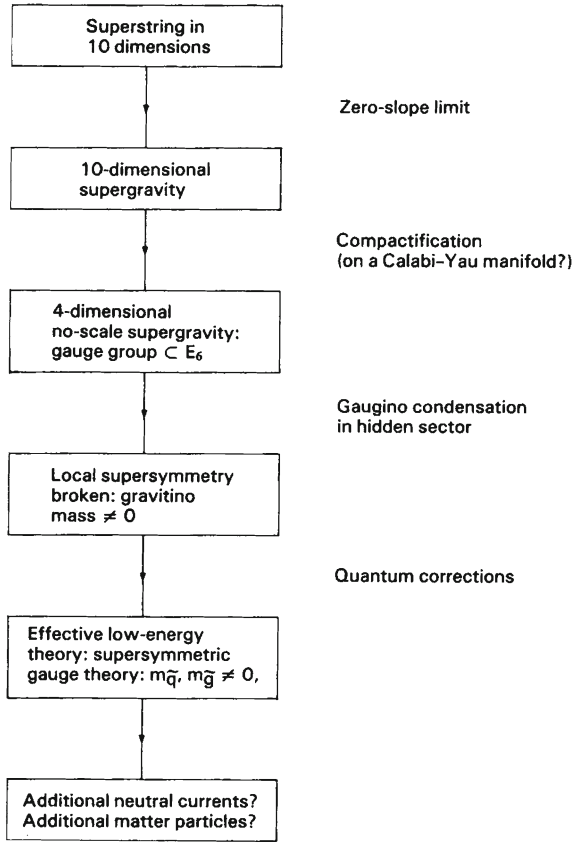 Superstring in
10 dimensions
Zero-slope limit
10-dimensional
supergravity
Compactification
(on a Calabi–Yau manifold?)
4-dimensional
no-scale supergravity:
gauge group ⊂ E₆
Gaugino condensation
in hidden sector
Local supersymmetry
broken: gravitino
mass ≠ 0
Quantum corrections
Effective low-energy
theory: supersymmetric
gauge theory: m_q̃, m_g̃ ≠ 0,
Additional neutral currents?
Additional matter particles?